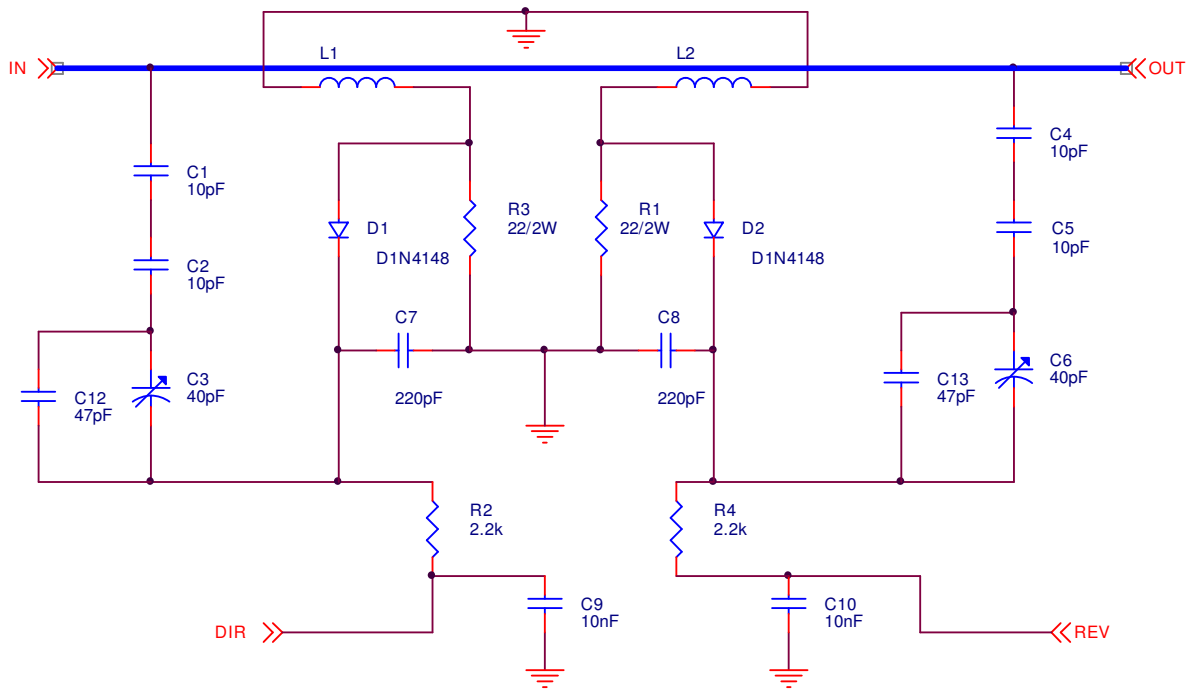 L1
L2
IN
OUT
C1
10pF
C4
10pF
R3
22/2W
R1
22/2W
D1
D1N4148
D2
D1N4148
C5
10pF
C2
10pF
C7
220pF
C8
220pF
C12
47pF
C3
40pF
C13
47pF
C6
40pF
R2
2.2k
R4
2.2k
C9
10nF
C10
10nF
DIR
REV